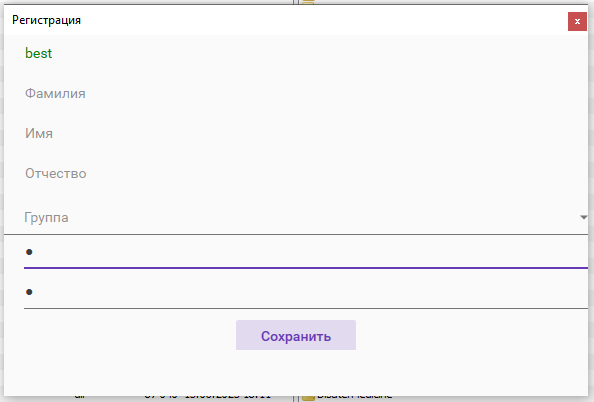 Регистрация
x
best
Фамилия
Имя
Отчество
Группа
•
•
Сохранить